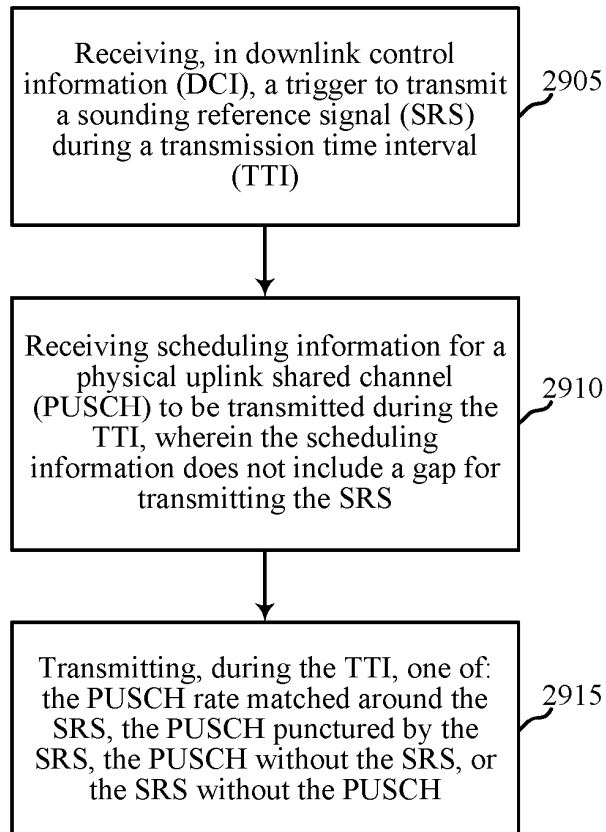 Receiving, in downlink control
information (DCI), a trigger to transmit
a sounding reference signal (SRS)
during a transmission time interval
(TTI)
2905
Receiving scheduling information for a
physical uplink shared channel
(PUSCH) to be transmitted during the
TTI, wherein the scheduling
information does not include a gap for
transmitting the SRS
2910
Transmitting, during the TTI, one of:
the PUSCH rate matched around the
SRS, the PUSCH punctured by the
SRS, the PUSCH without the SRS, or
the SRS without the PUSCH
2915